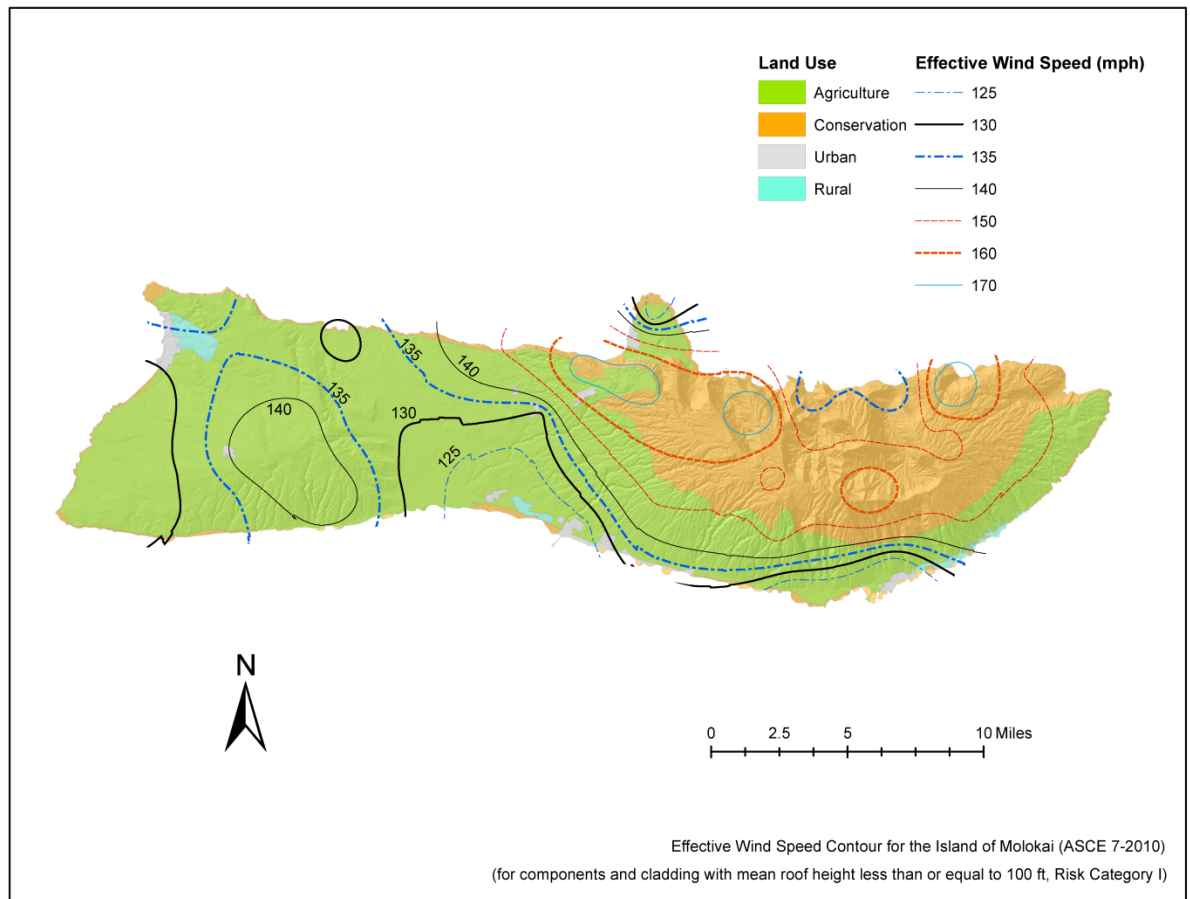 Land Use
Agriculture
Conservation
Urban
Rural
Effective Wind Speed (mph)
125
130
135
140
150
160
170
135
140
135
140
130
125
N
0 2.5 5 10 Miles
Effective Wind Speed Contour for the Island of Molokai (ASCE 7-2010)
(for components and cladding with mean roof height less than or equal to 100 ft, Risk Category I)